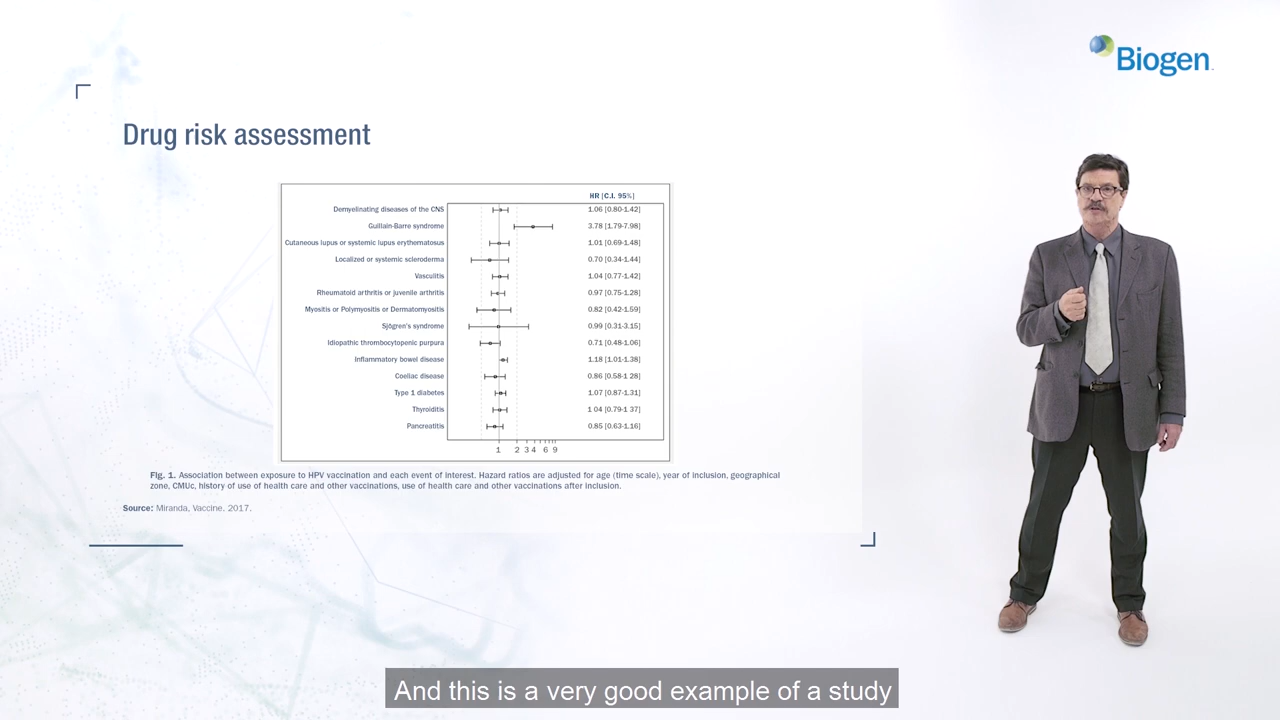 Biogen
Drug risk assessment
HR [C.I. 95%]
Demyelinating diseases of the CNS 1.06 [0.80-1.42]
Guillain-Barre syndrome 3.78 [1.79-7.98]
Cutaneous lupus or systemic lupus erythematosus 1.01 [0.69-1.48]
Localized or systemic scleroderma 0.70 [0.34-1.44]
Vasculitis 1.04 [0.77-1.42]
Rheumatoid arthritis or juvenile arthritis 0.97 [0.75-1.28]
Myositis or Polymyositis or Dermatomyositis 0.82 [0.42-1.59]
Sjögren's syndrome 0.99 [0.31-3.15]
Idiopathic thrombocytopenic purpura 0.71 [0.48-1.06]
Inflammatory bowel disease 1.18 [1.01-1.38]
Coeliac disease 0.86 [0.58-1 28]
Type 1 diabetes 1.07 [0.87-1.31]
Thyroiditis 1 04 [0.79-1 37]
Pancreatitis 0.85 [0.63-1.16]
1 2 3 4 6 9
Fig. 1. Association between exposure to HPV vaccination and each event of interest. Hazard ratios are adjusted for age (time scale), year of inclusion, geographical
zone, CMUc, history of use of health care and other vaccinations, use of health care and other vaccinations after inclusion.
Source: Miranda, Vaccine. 2017.
And this is a very good example of a study